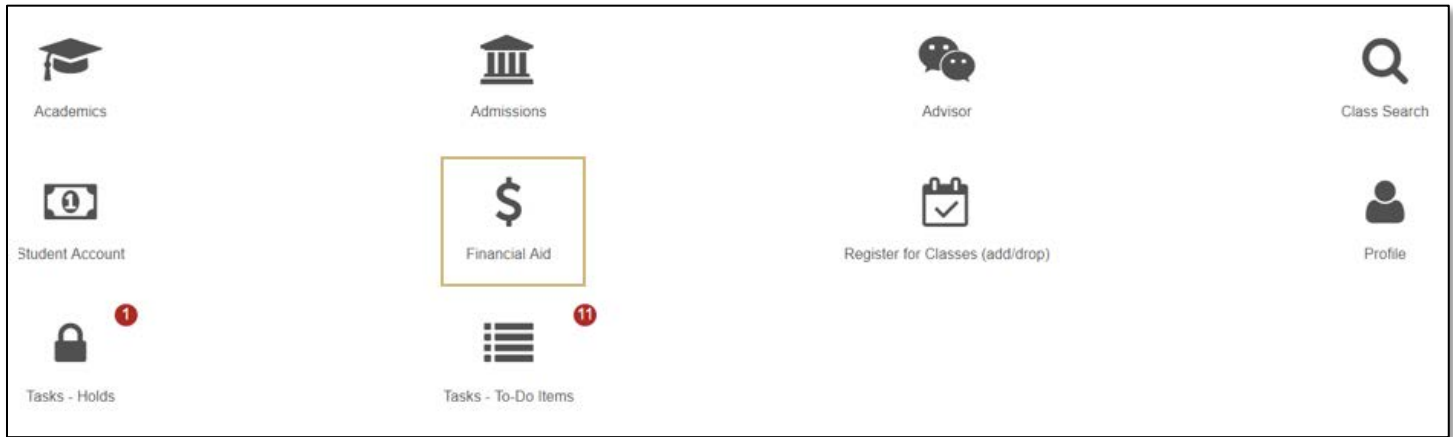 Academics
Admissions
Advisor
Class Search
1
$
Student Account
Financial Aid
Register for Classes (add/drop)
Profile
1
11
Tasks - Holds
Tasks - To-Do Items